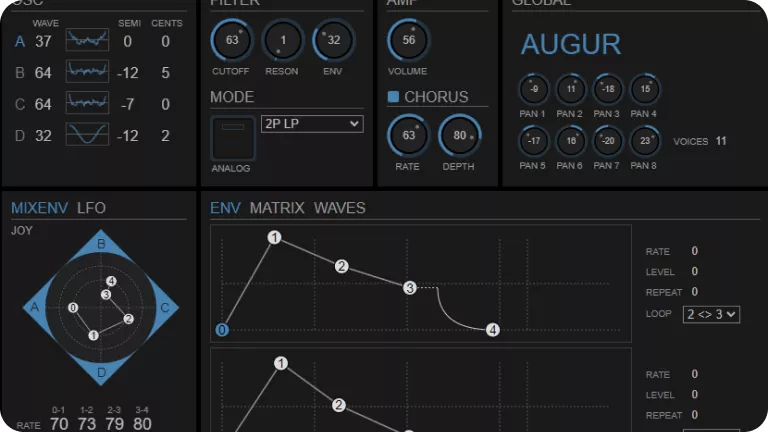 OSC
WAVE SEMI CENTS
A 37 0 0
B 64 -12 5
C 64 -7 0
D 32 -12 2
FILTER
63 1 32
CUTOFF RESON ENV
MODE
2P LP
ANALOG
AMP
56
VOLUME
CHORUS
63 80
RATE DEPTH
GLOBAL
AUGUR
-9 11 -18 15
PAN 1 PAN 2 PAN 3 PAN 4
-17 16 -20 23
PAN 5 PAN 6 PAN 7 PAN 8
VOICES 11
MIXENV LFO
JOY
B
A C
D
0 1 2 3 4
0-1 1-2 2-3 3-4
RATE 70 73 79 80
ENV MATRIX WAVES
0 1 2 3 4
RATE 0
LEVEL 0
REPEAT 0
LOOP 2 <> 3
1 2
RATE 0
LEVEL 0
REPEAT 0